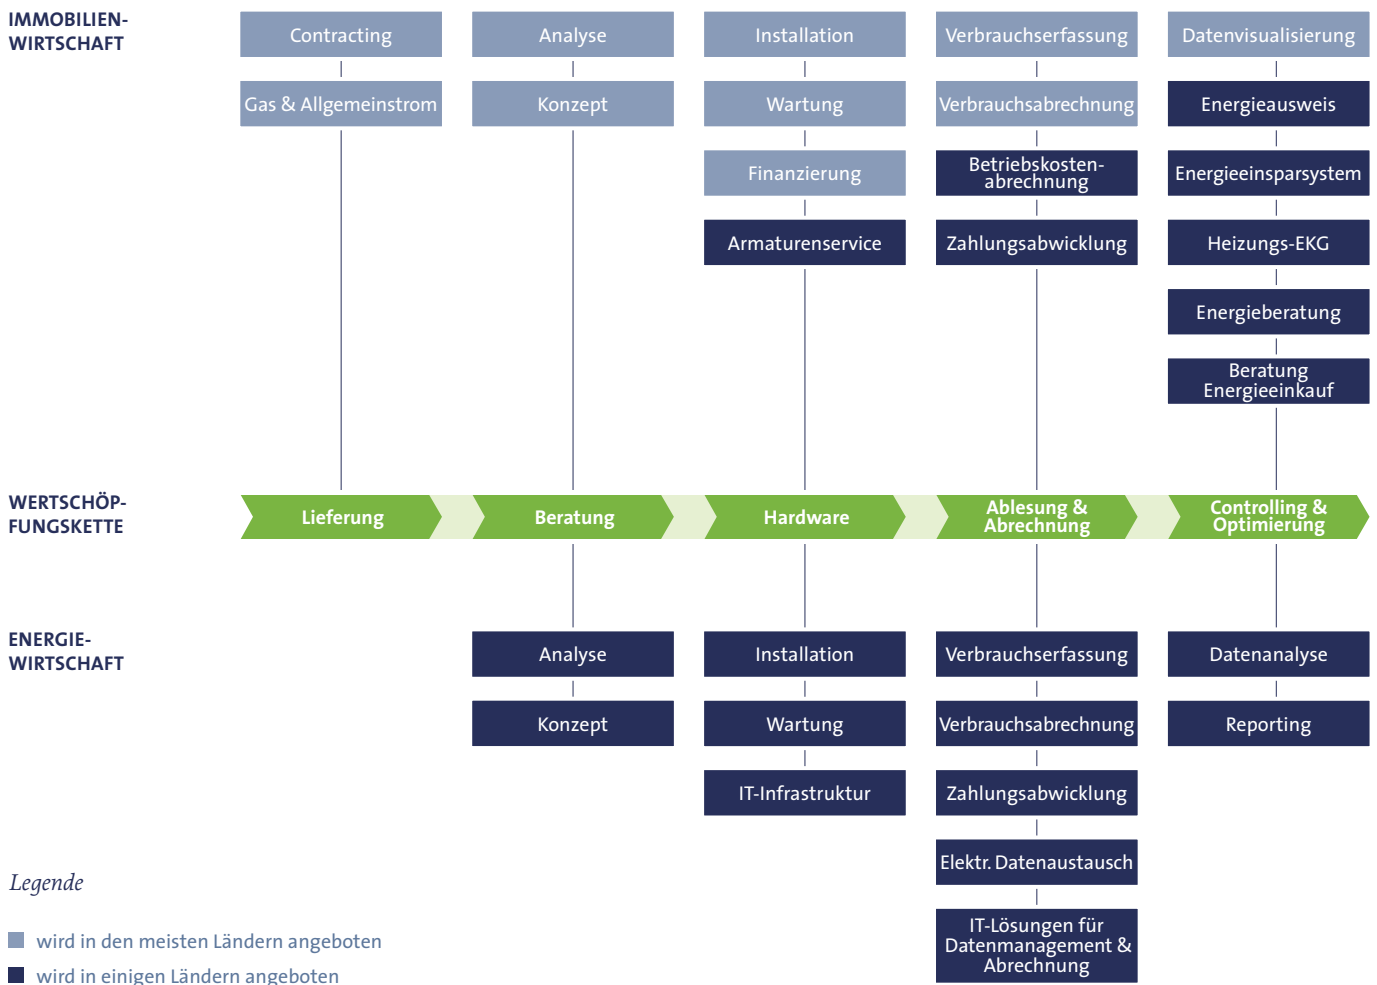 IMMOBILIEN-
WIRTSCHAFT
Contracting
Analyse
Installation
Verbrauchserfassung
Datenvisualisierung
Gas & Allgemeinstrom
Konzept
Wartung
Verbrauchsabrechnung
Energieausweis
Finanzierung
Betriebskosten-
abrechnung
Energieeinsparsystem
Armaturenservice
Zahlungsabwicklung
Heizungs-EKG
Energieberatung
Beratung
Energieeinkauf
WERTSCHÖP-
FUNGSKETTE
Lieferung
Beratung
Hardware
Ablesung &
Abrechnung
Controlling &
Optimierung
ENERGIE-
WIRTSCHAFT
Analyse
Installation
Verbrauchserfassung
Datenanalyse
Konzept
Wartung
Verbrauchsabrechnung
Reporting
IT-Infrastruktur
Zahlungsabwicklung
Elektr. Datenaustausch
IT-Lösungen für
Datenmanagement &
Abrechnung
Legende
wird in den meisten Ländern angeboten
wird in einigen Ländern angeboten